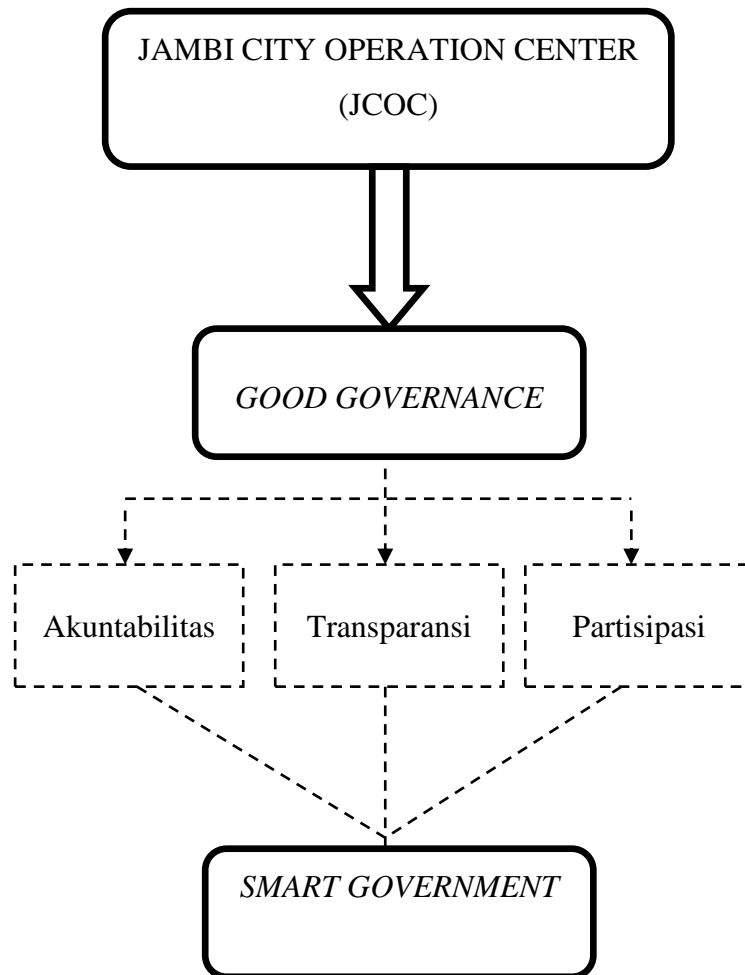 JAMBI CITY OPERATION CENTER
(JCOC)
GOOD GOVERNANCE
Akuntabilitas
Transparansi
Partisipasi
SMART GOVERNMENT